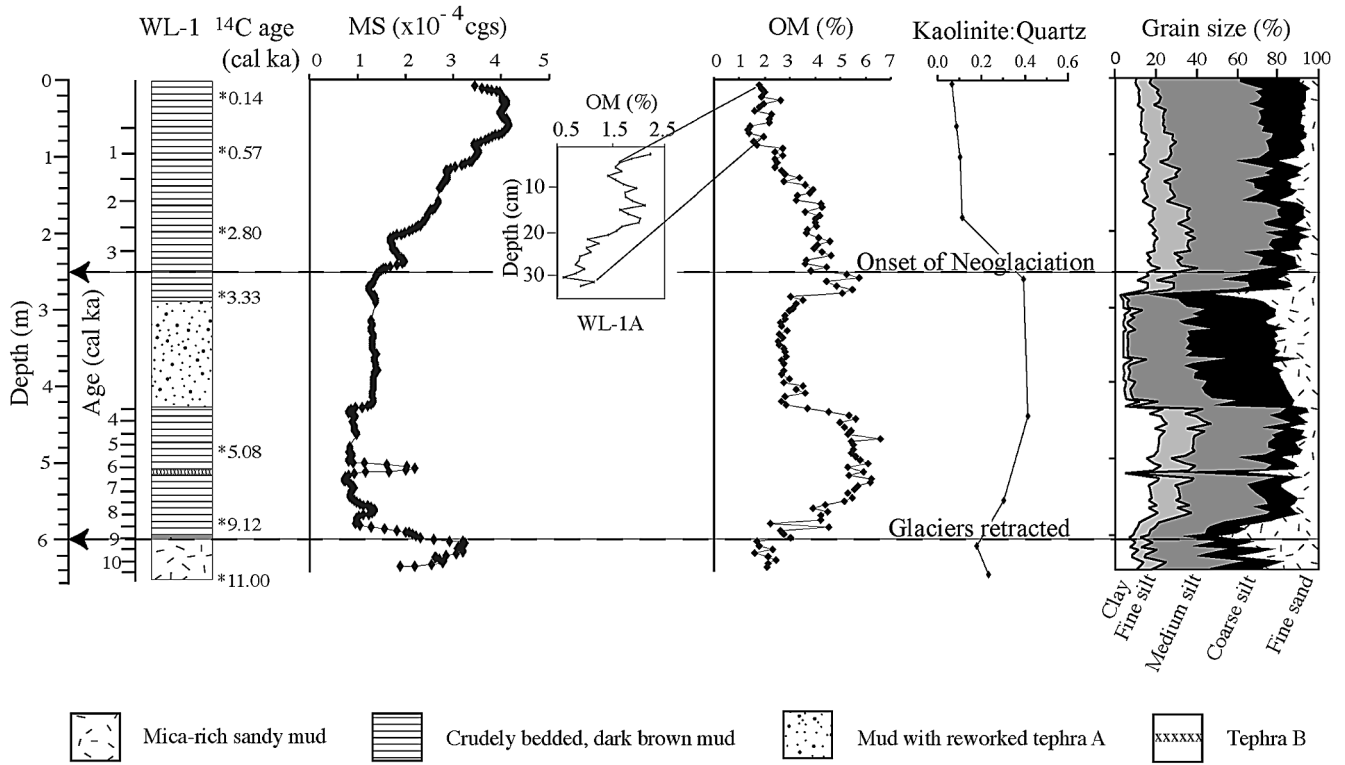 WL-1 ¹⁴C age MS (x10⁻⁴cgs) OM (%) Kaolinite:Quartz Grain size (%)
(cal ka)
0 1 2 3 4 5 0 1 2 3 4 5 6 7 0.0 0.2 0.4 0.6 0 20 40 60 80 100
OM (%)
0.5 1.5 2.5
10
20
30
Depth (cm)
WL-1A
Depth (m)
0
1
2
3
4
5
6
Age (cal ka)
1
2
3
4
5
6
7
8
9
10
*0.14
*0.57
*2.80
*3.33
*5.08
*9.12
*11.00
Onset of Neoglaciation
Glaciers retracted
Clay
Fine silt
Medium silt
Coarse silt
Fine sand
Mica-rich sandy mud Crudely bedded, dark brown mud Mud with reworked tephra A xxxxxx Tephra B